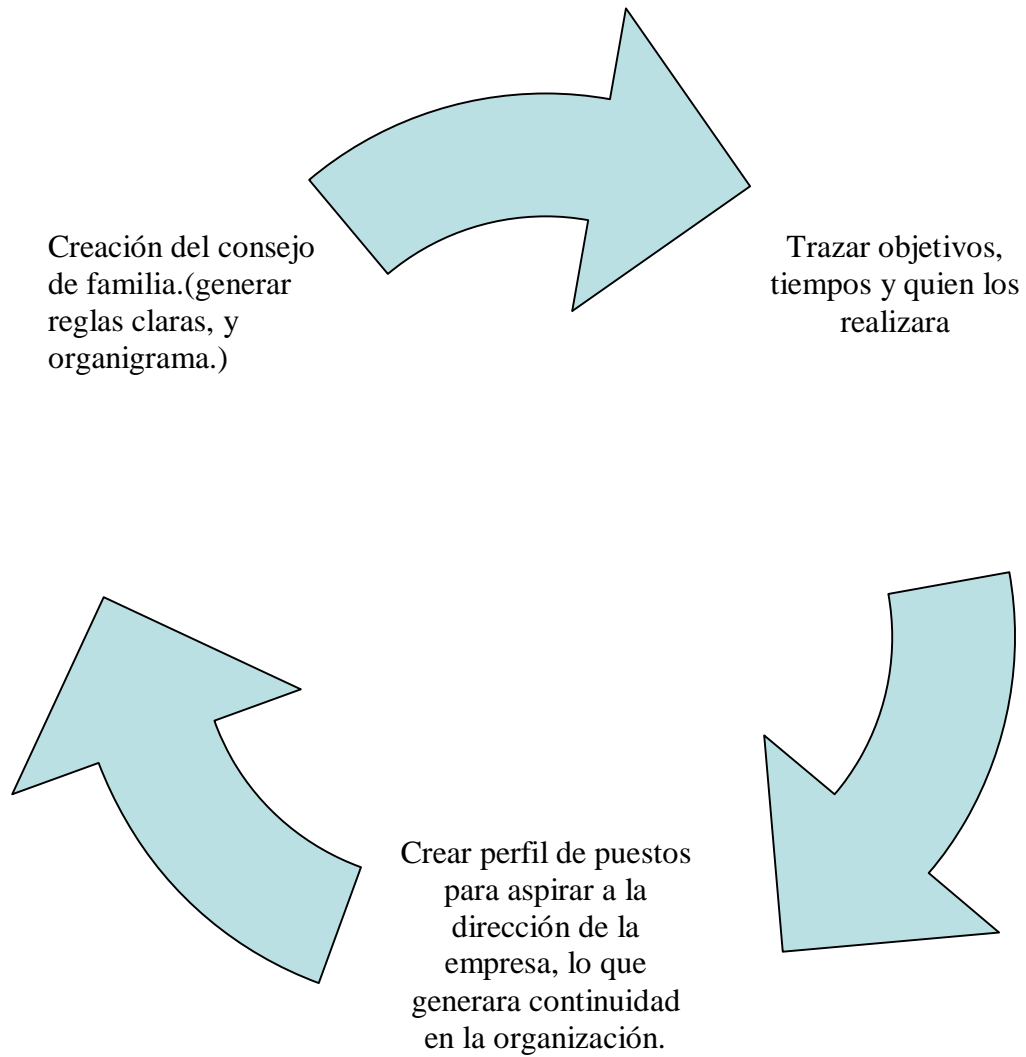 Creación del consejo
de familia.(generar
reglas claras, y
organigrama.)
Trazar objetivos,
tiempos y quien los
realizara
Crear perfil de puestos
para aspirar a la
dirección de la
empresa, lo que
generara continuidad
en la organización.